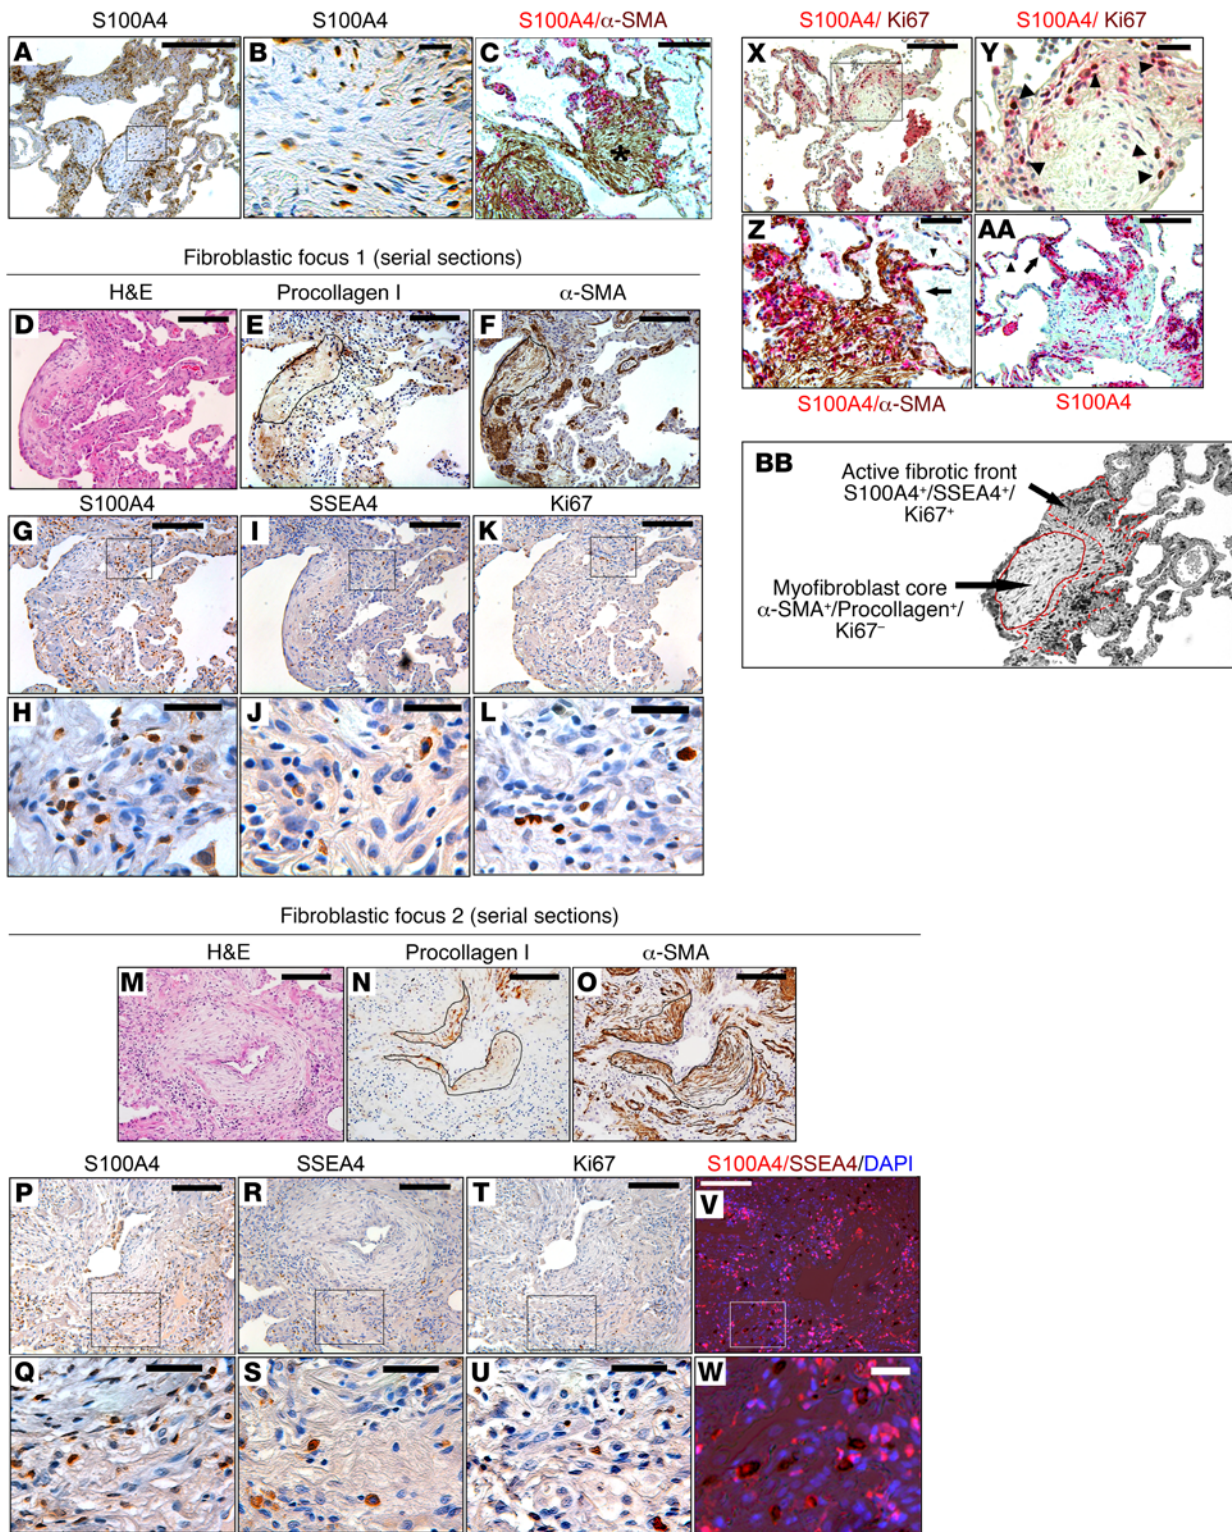 S100A4 S100A4 S100A4/α-SMA
A B C
Fibroblastic focus 1 (serial sections)
H&E Procollagen I α-SMA
D E F
S100A4 SSEA4 Ki67
G I K
H J L
Fibroblastic focus 2 (serial sections)
H&E Procollagen I α-SMA
M N O
S100A4 SSEA4 Ki67 S100A4/SSEA4/DAPI
P R T V
Q S U W
S100A4/ Ki67 S100A4/ Ki67
X Y
Z AA
S100A4/α-SMA S100A4
BB
Active fibrotic front
S100A4+/SSEA4+/
Ki67+
Myofibroblast core
α-SMA+/Procollagen+/
Ki67–